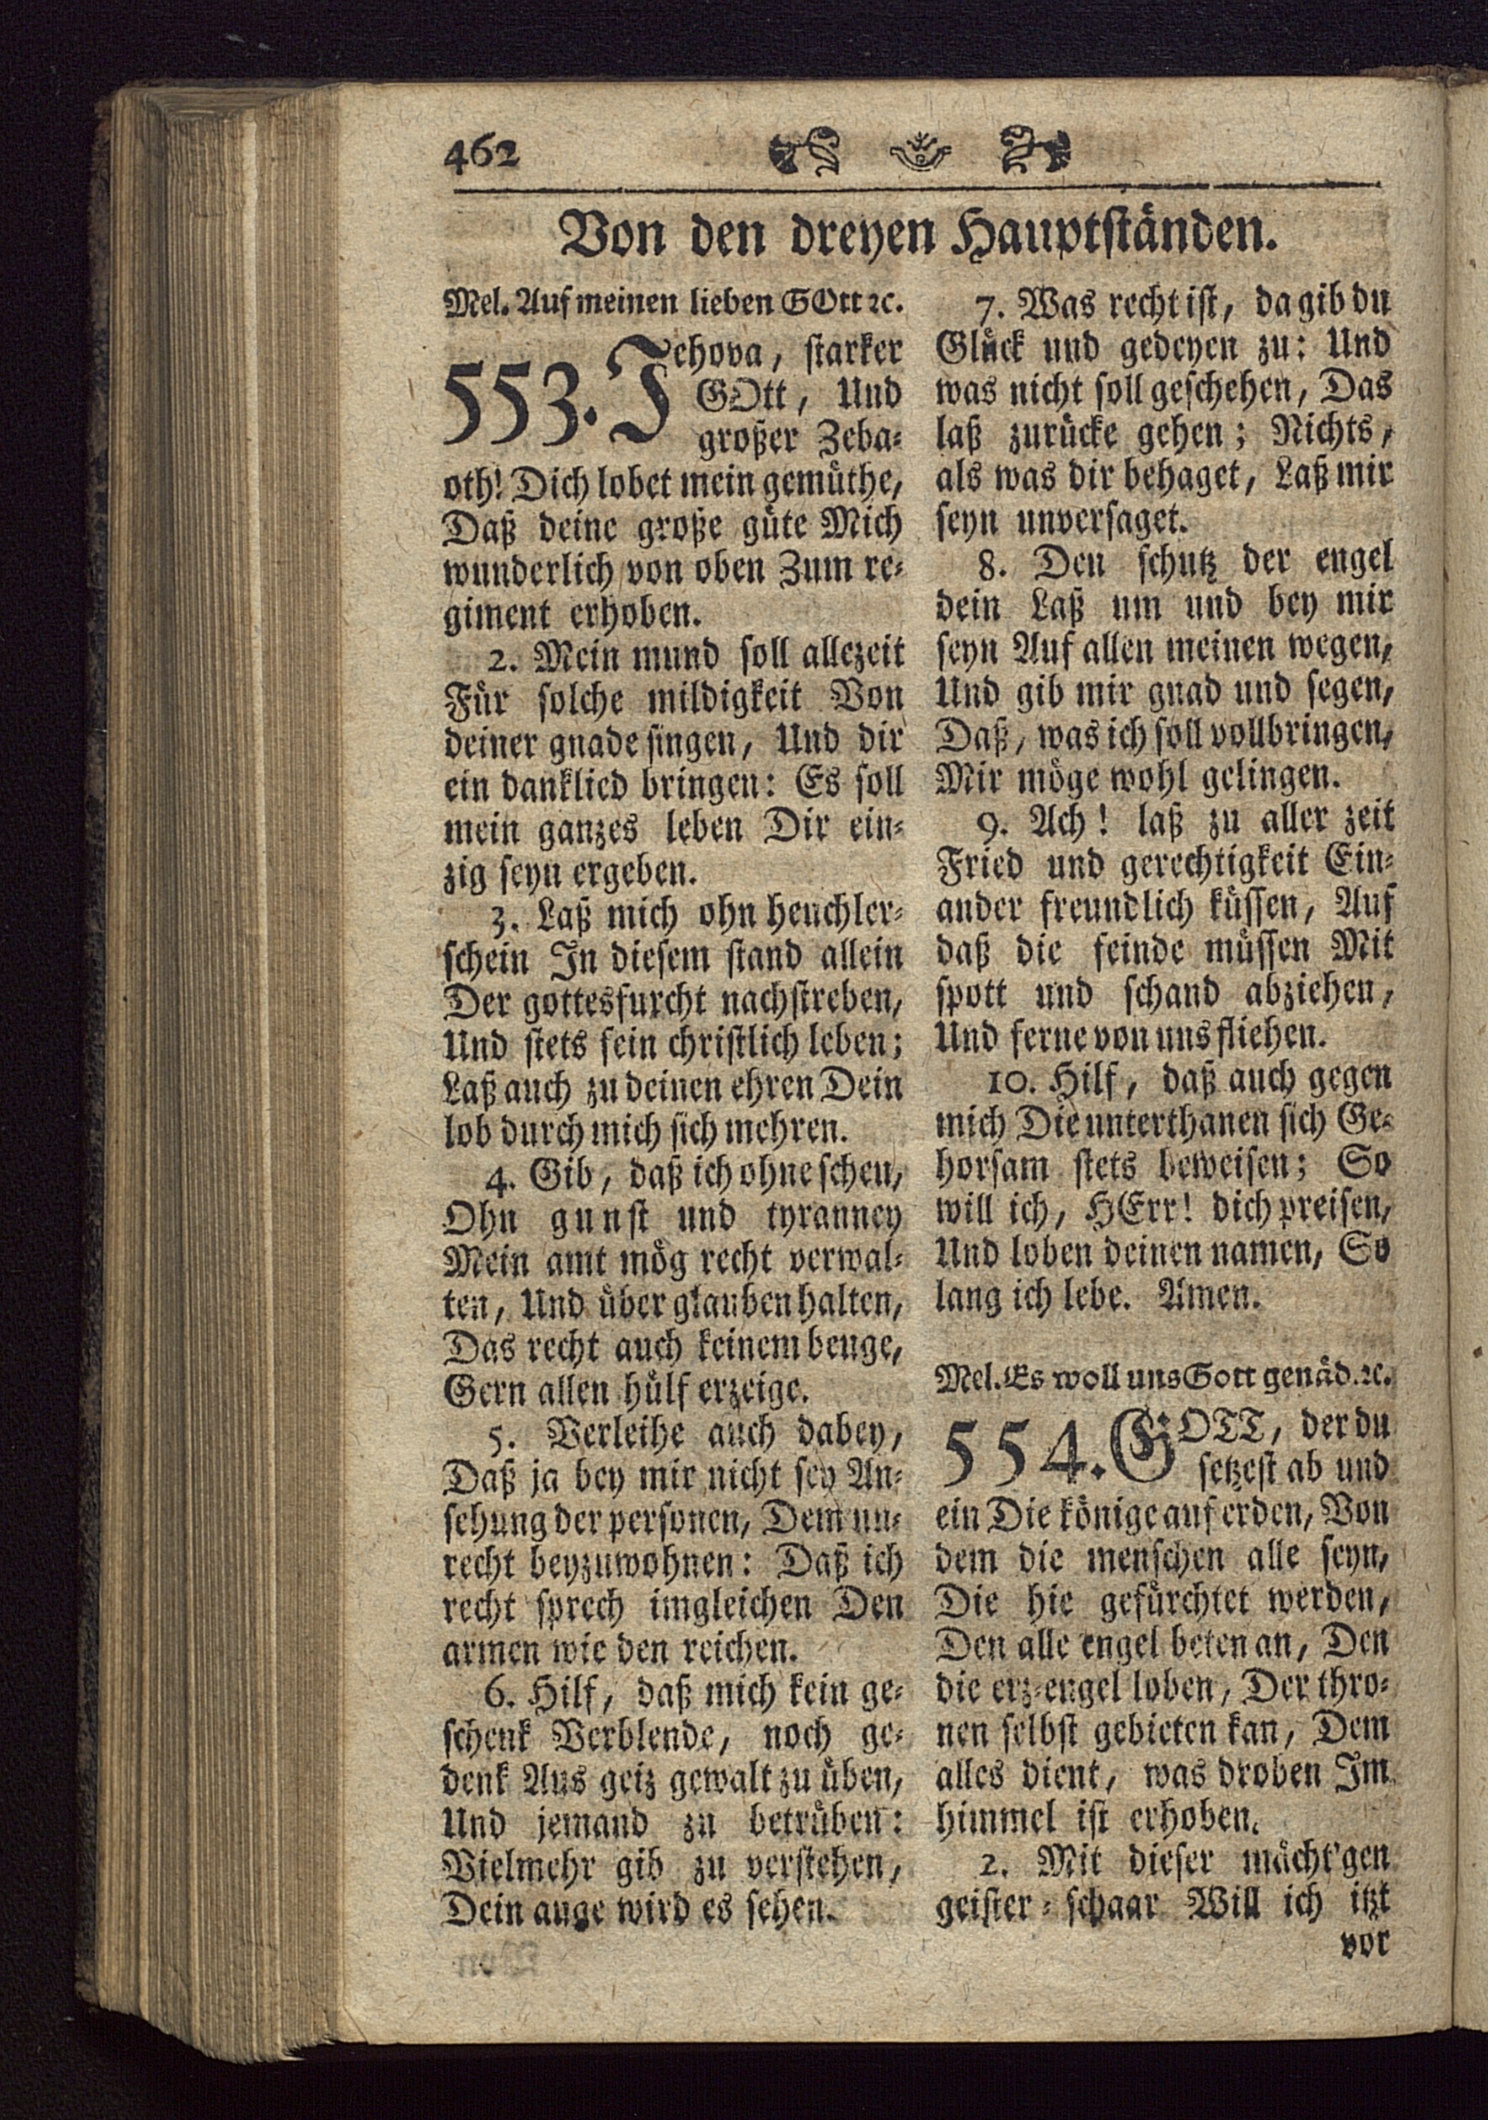 462
Von den dreyen Hauptständen.
Mel. Auf meinen lieben GOtt ꝛc.
553. Jehova, starker
GOtt, Und
großer Zeba-
oth! Dich lobet mein gemüthe,
Daß deine große güte Mich
wunderlich von oben Zum re-
giment erhoben.
2. Mein mund soll allezeit
Für solche mildigkeit Von
deiner gnade singen, Und dir
ein danklied bringen: Es soll
mein ganzes leben Dir ein-
zig seyn ergeben.
3. Laß mich ohn heuchler-
schein In diesem stand allein
Der gottesfurcht nachstreben,
Und stets fein christlich leben;
Laß auch zu deinen ehren Dein
lob durch mich sich mehren.
4. Gib, daß ich ohne scheu,
Ohn gunst und tyranney
Mein amt mög recht verwal-
ten, Und über glauben halten,
Das recht auch keinem beuge,
Gern allen hülf erzeige.
5. Verleihe auch dabey,
Daß ja bey mir nicht sey An-
sehung der personen, Dem un-
recht beyzuwohnen: Daß ich
recht sprech imgleichen Den
armen wie den reichen.
6. Hilf, daß mich kein ge-
schenk Verblende, noch ge-
denk Aus geiz gewalt zu üben,
Und jemand zu betrüben:
Vielmehr gib zu verstehen,
Dein auge wird es sehen.
7. Was recht ist, da gib du
Glück und gedeyen zu: Und
was nicht soll geschehen, Das
laß zurücke gehen; Nichts,
als was dir behaget, Laß mir
seyn unversaget.
8. Den schutz der engel
dein Laß um und bey mir
seyn Auf allen meinen wegen,
Und gib mir gnad und segen,
Daß, was ich soll vollbringen,
Mir möge wohl gelingen.
9. Ach! laß zu aller zeit
Fried und gerechtigkeit Ein-
ander freundlich küssen, Auf
daß die feinde müssen Mit
spott und schand abziehen,
Und ferne von uns fliehen.
10. Hilf, daß auch gegen
mich Die unterthanen sich Ge-
horsam stets beweisen; So
will ich, HErr! dich preisen,
Und loben deinen namen, So
lang ich lebe. Amen.
Mel. Es woll uns Gott genäd. ꝛc.
554. GOTT, der du
setzest ab und
ein Die könige auf erden, Von
dem die menschen alle seyn,
Die hie gefürchtet werden,
Den alle engel beten an, Den
die erz-engel loben, Der thro-
nen selbst gebieten kan, Dem
alles dient, was droben Im
himmel ist erhoben.
2. Mit dieser mächt'gen
geister-schaar Will ich itzt
vor